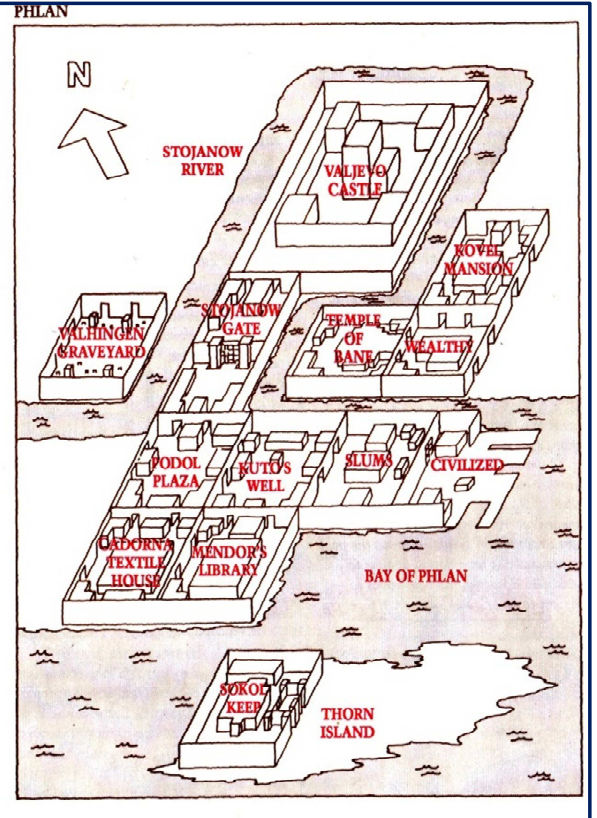 PHLAN
N
STOJANOW
RIVER
VALJEVO
CASTLE
KOVEL
MANSION
STOJANOW
GATE
VALHINGEN
GRAVEYARD
TEMPLE
OF
BANE
WEALTHY
PODOL
PLAZA
KUTO'S
WELL
SLUMS
CIVILIZED
CADORNA
TEXTILE
HOUSE
MENDOR'S
LIBRARY
BAY OF PHLAN
SOKOL
KEEP
THORN
ISLAND